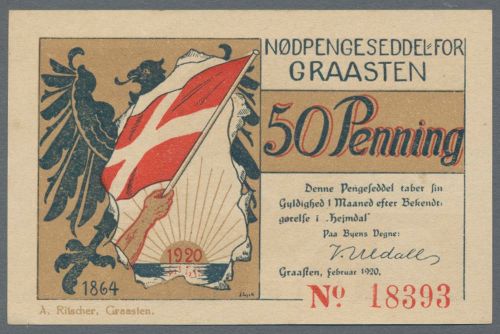 NØDPENGESEDDEL FOR
GRAASTEN
50 Penning
Denne Pengeseddel taber sin
Gyldighed 1 Maaned efter Bekendt-
gørelse i „Hejmdal"
Paa Byens Vegne:
Graasten, Februar 1920.
No 18393
1920
1864
A. Ritscher, Graasten.